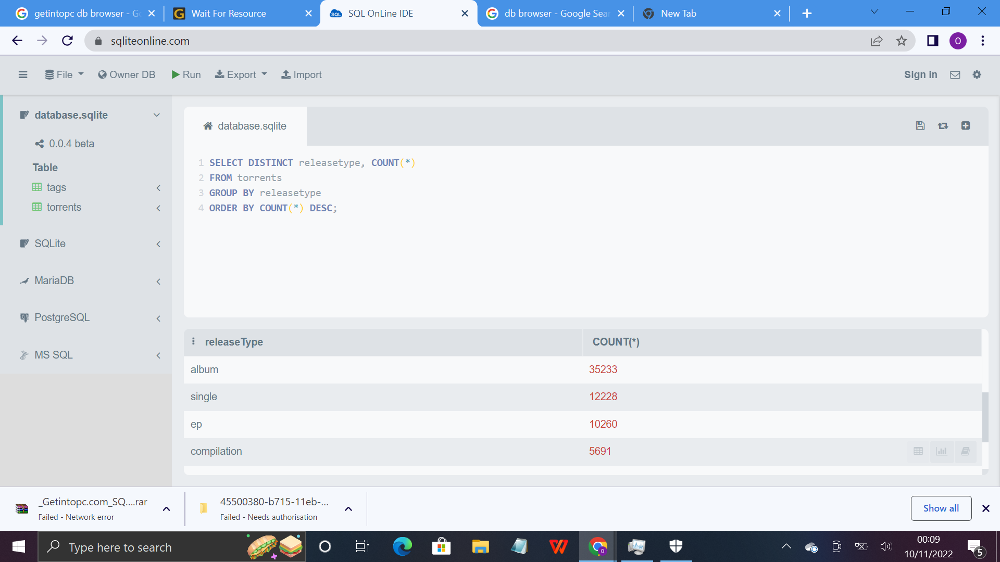 getintopc db browser - Go
Wait For Resource
SQL OnLine IDE
db browser - Google Sear
New Tab
sqliteonline.com
O
File
Owner DB
Run
Export
Import
Sign in
database.sqlite
0.0.4 beta
Table
tags
torrents
SQLite
MariaDB
PostgreSQL
MS SQL
database.sqlite
1 SELECT DISTINCT releasetype, COUNT(*)
2 FROM torrents
3 GROUP BY releasetype
4 ORDER BY COUNT(*) DESC;
releaseType COUNT(*)
album 35233
single 12228
ep 10260
compilation 5691
_Getintopc.com_SQ....rar
Failed - Network error
45500380-b715-11eb-...
Failed - Needs authorisation
Show all
Type here to search
00:09
10/11/2022
5